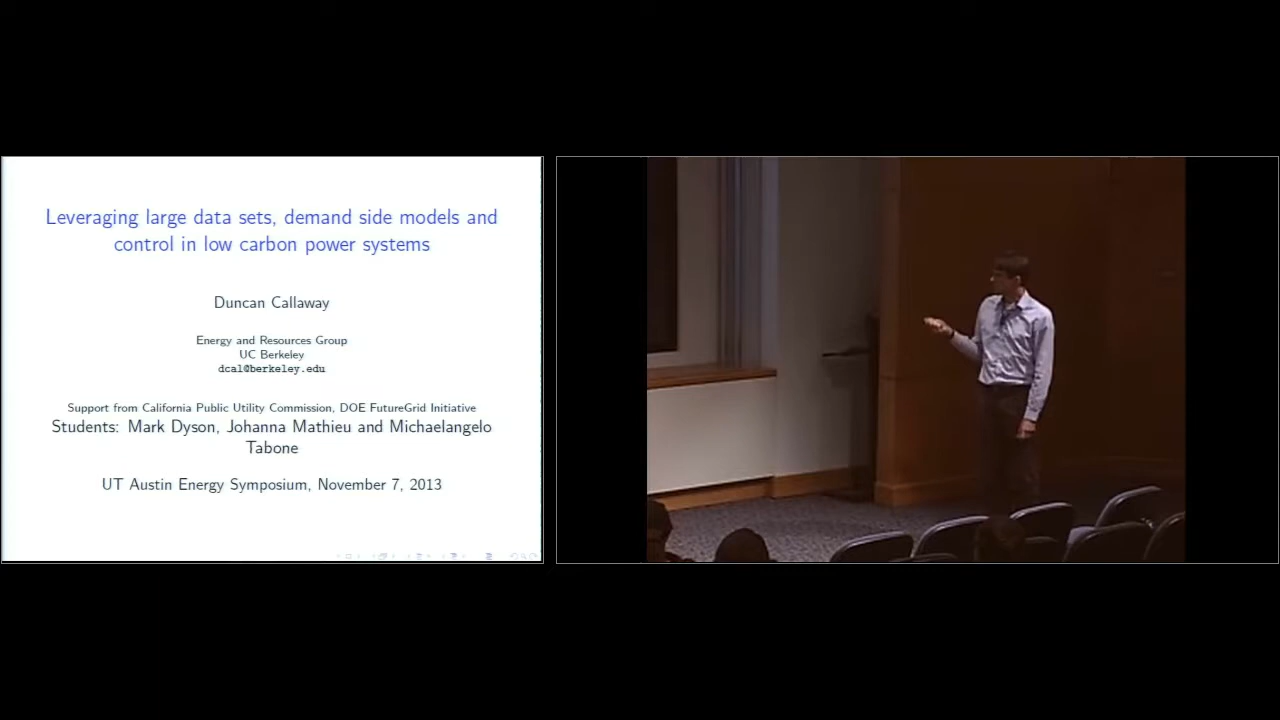 Leveraging large data sets, demand side models and
control in low carbon power systems
Duncan Callaway
Energy and Resources Group
UC Berkeley
dcal@berkeley.edu
Support from California Public Utility Commission, DOE FutureGrid Initiative
Students: Mark Dyson, Johanna Mathieu and Michaelangelo
Tabone
UT Austin Energy Symposium, November 7, 2013